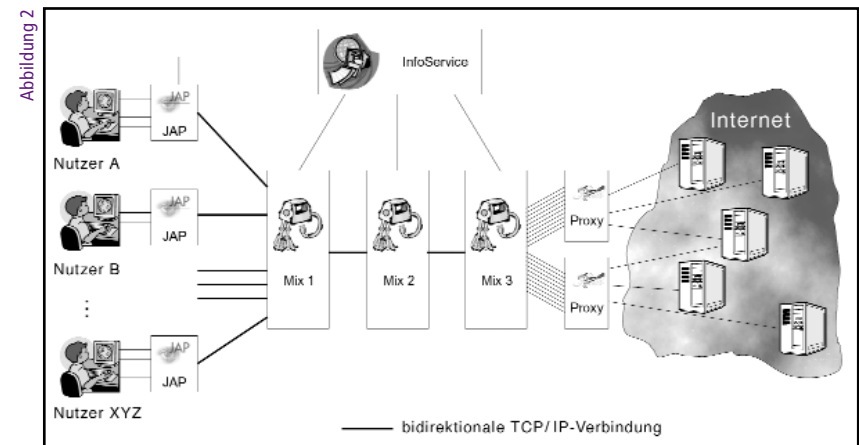 Abbildung 2
InfoService
JAP
JAP
Nutzer A
JAP
JAP
Nutzer B
JAP
JAP
Nutzer XYZ
Mix 1
Mix 2
Mix 3
Proxy
Proxy
Internet
bidirektionale TCP/IP-Verbindung